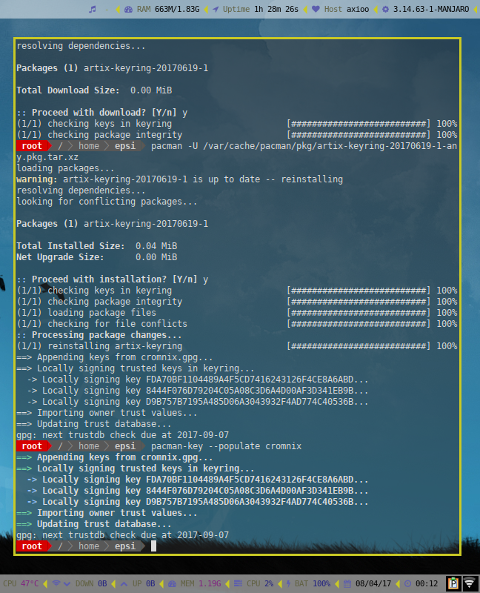 RAM 663M/1.83G Uptime 1h 28m 26s Host axioo 3.14.63-1-MANJARO
resolving dependencies...
Packages (1) artix-keyring-20170619-1
Total Download Size:  0.00 MiB
:: Proceed with download? [Y/n] y
(1/1) checking keys in keyring [##########################] 100%
(1/1) checking package integrity [##########################] 100%
root / home epsi pacman -U /var/cache/pacman/pkg/artix-keyring-20170619-1-an
y.pkg.tar.xz
loading packages...
warning: artix-keyring-20170619-1 is up to date -- reinstalling
resolving dependencies...
looking for conflicting packages...
Packages (1) artix-keyring-20170619-1
Total Installed Size:  0.04 MiB
Net Upgrade Size:      0.00 MiB
:: Proceed with installation? [Y/n] y
(1/1) checking keys in keyring [##########################] 100%
(1/1) checking package integrity [##########################] 100%
(1/1) loading package files [##########################] 100%
(1/1) checking for file conflicts [##########################] 100%
:: Processing package changes...
(1/1) reinstalling artix-keyring [##########################] 100%
==> Appending keys from cromnix.gpg...
==> Locally signing trusted keys in keyring...
-> Locally signing key FDA70BF1104489A4F5CD7416243126F4CE8A6ABD...
-> Locally signing key 8444F076D79204C05A08C3D6A4D00AF3D341EB9B...
-> Locally signing key D9B757B7195A485D06A3043932F4AD774C40536B...
==> Importing owner trust values...
==> Updating trust database...
gpg: next trustdb check due at 2017-09-07
root / home epsi pacman-key --populate cromnix
==> Appending keys from cromnix.gpg...
==> Locally signing trusted keys in keyring...
-> Locally signing key FDA70BF1104489A4F5CD7416243126F4CE8A6ABD...
-> Locally signing key 8444F076D79204C05A08C3D6A4D00AF3D341EB9B...
-> Locally signing key D9B757B7195A485D06A3043932F4AD774C40536B...
==> Importing owner trust values...
==> Updating trust database...
gpg: next trustdb check due at 2017-09-07
root / home epsi
CPU 47°C DOWN 0B UP 0B MEM 1.19G CPU 2% BAT 100% 08/04/17 00:12